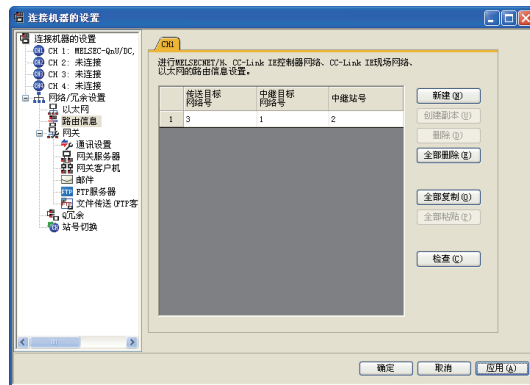 连接机器的设置
连接机器的设置
CH 1: MELSEC-QnU/DC,
CH 2: 未连接
CH 3: 未连接
CH 4: 未连接
网络/冗余设置
以太网
路由信息
网关
通讯设置
网关服务器
网关客户机
邮件
FTP服务器
文件传送(FTP客
Q冗余
站号切换
CH1
进行MELSECNET/H、CC-Link IE控制器网络、CC-Link IE现场网络、
以太网的路由信息设置。
传送目标
网络号
中继目标
网络号
中继站号
1 3 1 2
新建(N)
创建副本(U)
删除(D)
全部删除(E)
全部复制(Q)
全部粘贴(P)
检查(C)
确定
取消
应用(A)